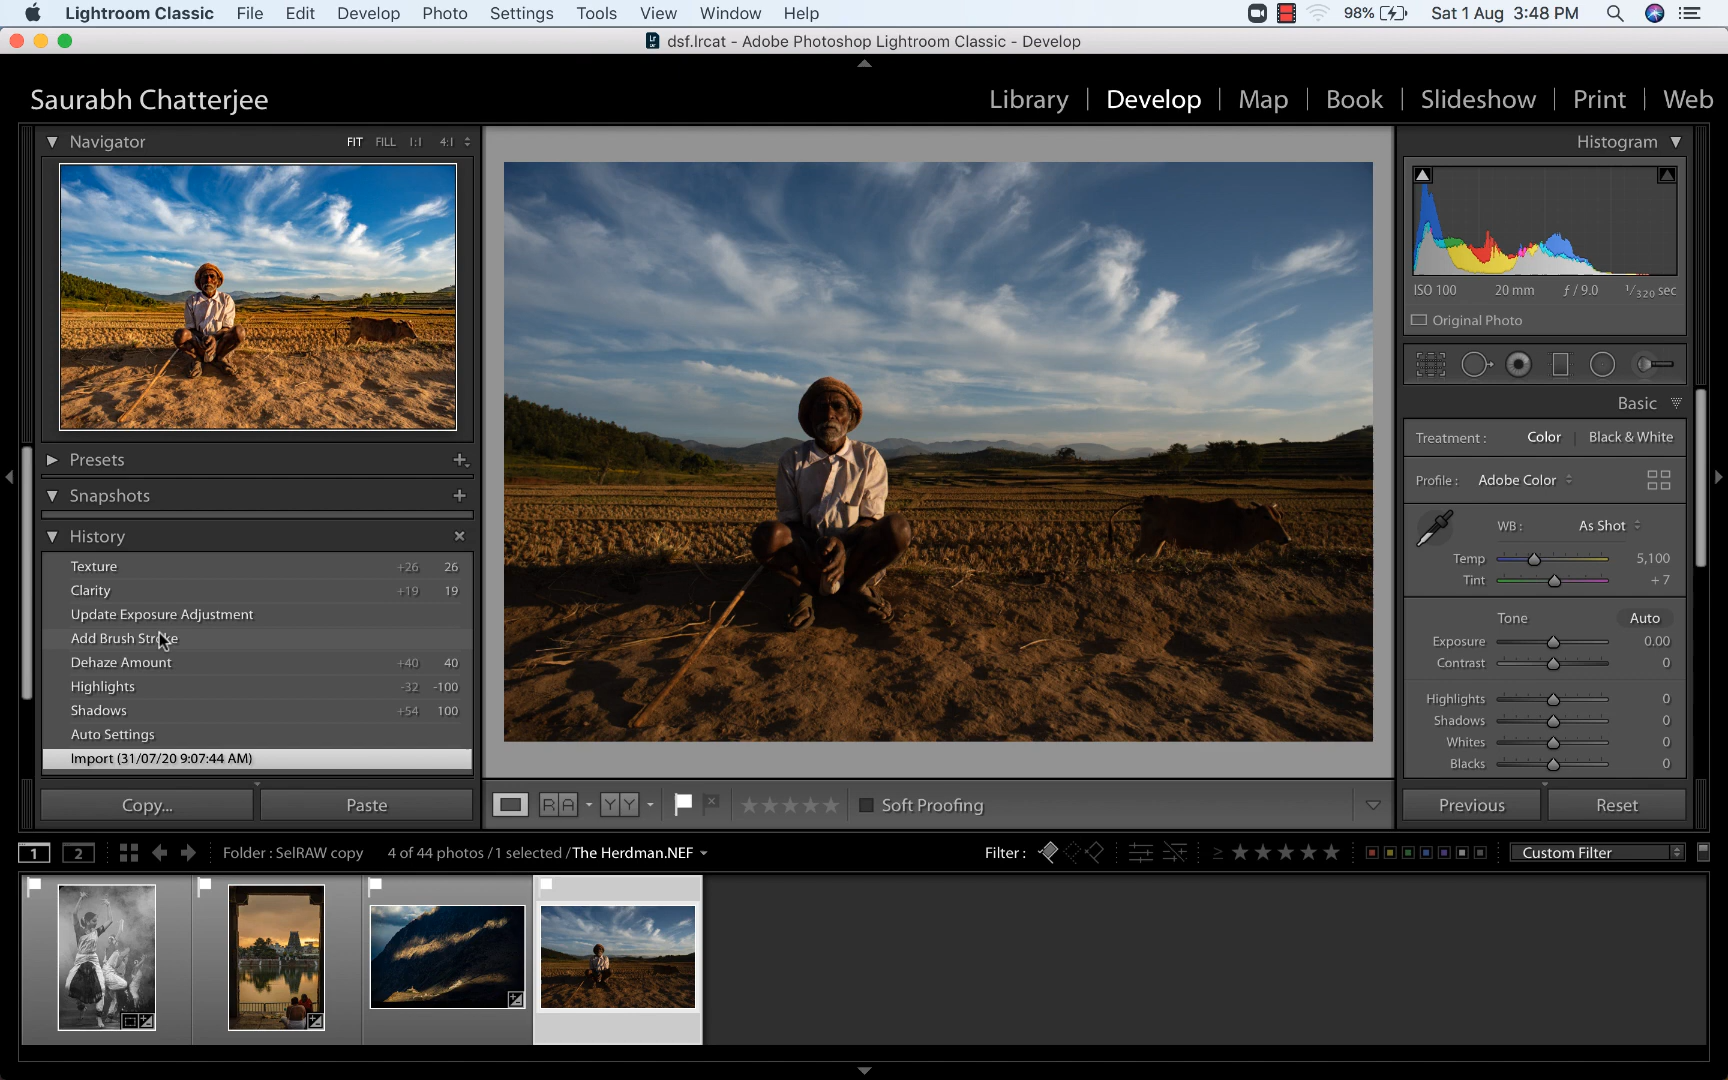 Lightroom Classic File Edit Develop Photo Settings Tools View Window Help 98% Sat 1 Aug 3:48 PM
dsf.lrcat - Adobe Photoshop Lightroom Classic - Develop
Saurabh Chatterjee Library | Develop | Map | Book | Slideshow | Print | Web
Navigator FIT FILL 1:1 4:1
Presets
Snapshots
History
Texture +26 26
Clarity +19 19
Update Exposure Adjustment
Add Brush Stroke
Dehaze Amount +40 40
Highlights -32 -100
Shadows +54 100
Auto Settings
Import (31/07/20 9:07:44 AM)
Copy... Paste
R A Y Y Soft Proofing
Histogram
ISO 100 20 mm f / 9.0 1/320 sec
Original Photo
Basic
Treatment : Color | Black & White
Profile : Adobe Color
WB : As Shot
Temp 5,100
Tint + 7
Tone Auto
Exposure 0.00
Contrast 0
Highlights 0
Shadows 0
Whites 0
Blacks 0
Previous Reset
1 2 Folder : SelRAW copy 4 of 44 photos / 1 selected / The Herdman.NEF Filter : ≥ Custom Filter